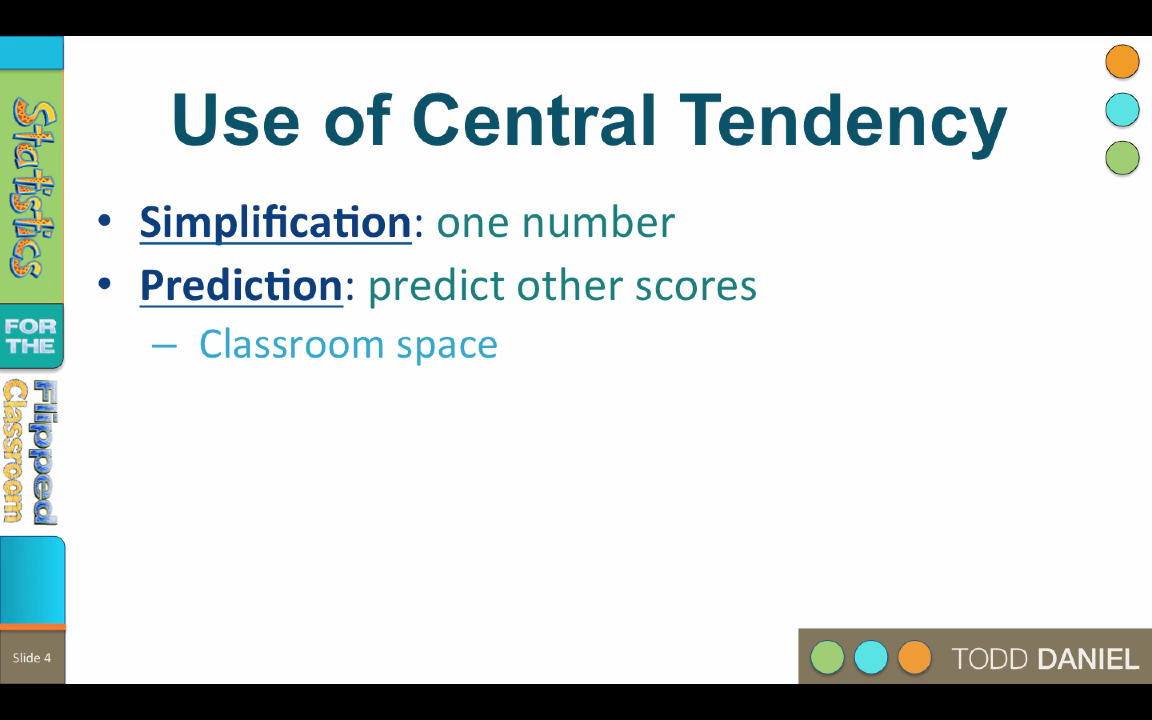 Use of Central Tendency
• Simplification: one number
• Prediction: predict other scores
– Classroom space
Statistics
FOR
THE
Flipped
Classroom
Slide 4
TODD DANIEL